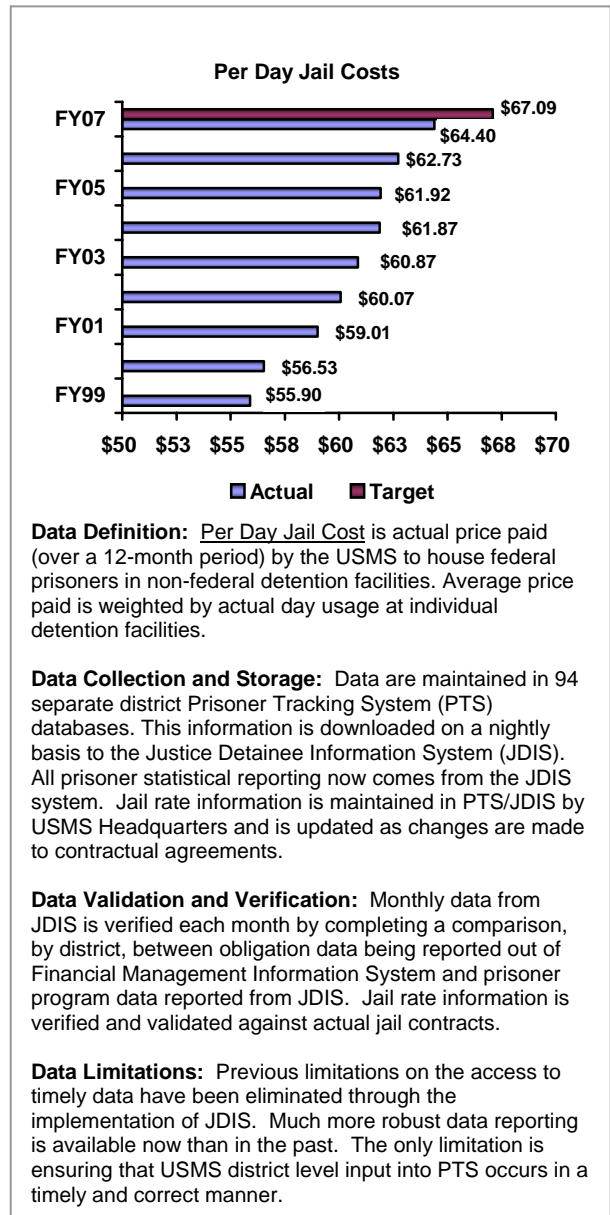 Per Day Jail Costs
FY07
$67.09
$64.40
$62.73
FY05
$61.92
$61.87
FY03
$60.87
$60.07
FY01
$59.01
$56.53
FY99
$55.90
$50 $53 $55 $58 $60 $63 $65 $68 $70
Actual Target
Data Definition: Per Day Jail Cost is actual price paid
(over a 12-month period) by the USMS to house federal
prisoners in non-federal detention facilities. Average price
paid is weighted by actual day usage at individual
detention facilities.
Data Collection and Storage: Data are maintained in 94
separate district Prisoner Tracking System (PTS)
databases. This information is downloaded on a nightly
basis to the Justice Detainee Information System (JDIS).
All prisoner statistical reporting now comes from the JDIS
system. Jail rate information is maintained in PTS/JDIS by
USMS Headquarters and is updated as changes are made
to contractual agreements.
Data Validation and Verification: Monthly data from
JDIS is verified each month by completing a comparison,
by district, between obligation data being reported out of
Financial Management Information System and prisoner
program data reported from JDIS. Jail rate information is
verified and validated against actual jail contracts.
Data Limitations: Previous limitations on the access to
timely data have been eliminated through the
implementation of JDIS. Much more robust data reporting
is available now than in the past. The only limitation is
ensuring that USMS district level input into PTS occurs in a
timely and correct manner.